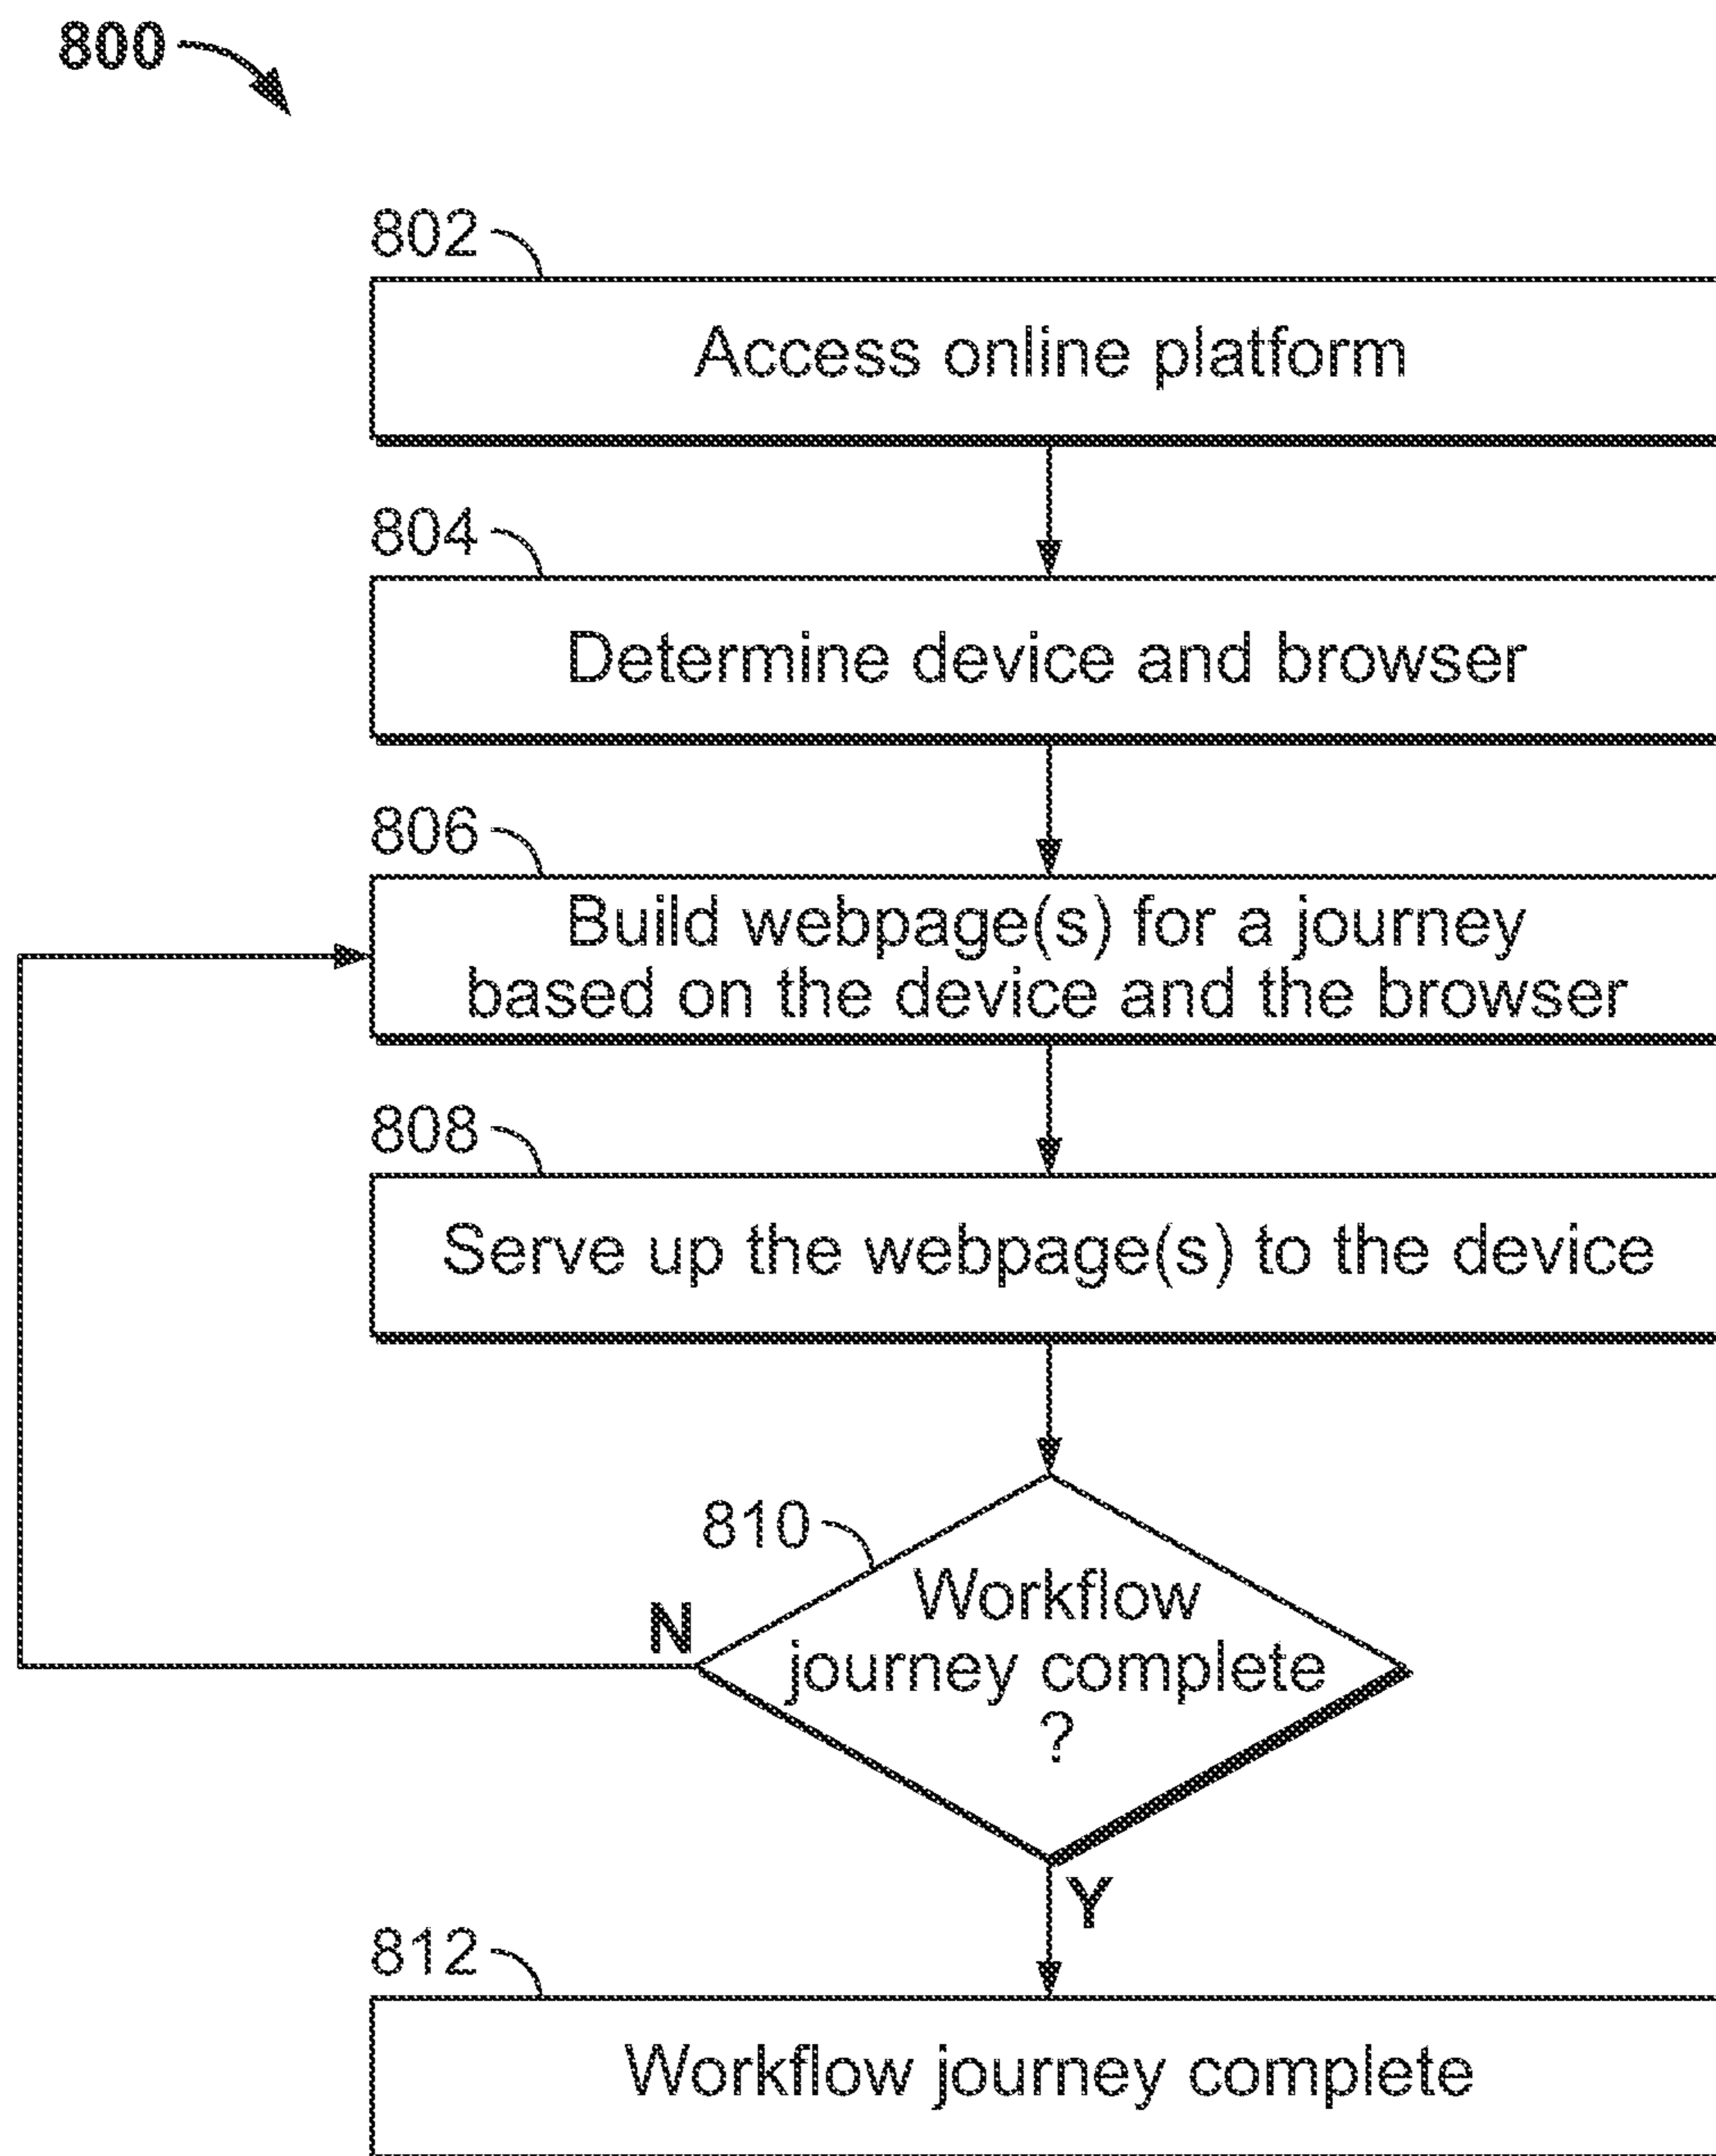 800
802
Access online platform
804
Determine device and browser
806
Build webpage(s) for a journey
based on the device and the browser
808
Serve up the webpage(s) to the device
810
Workflow
journey complete
?
N
Y
812
Workflow journey complete